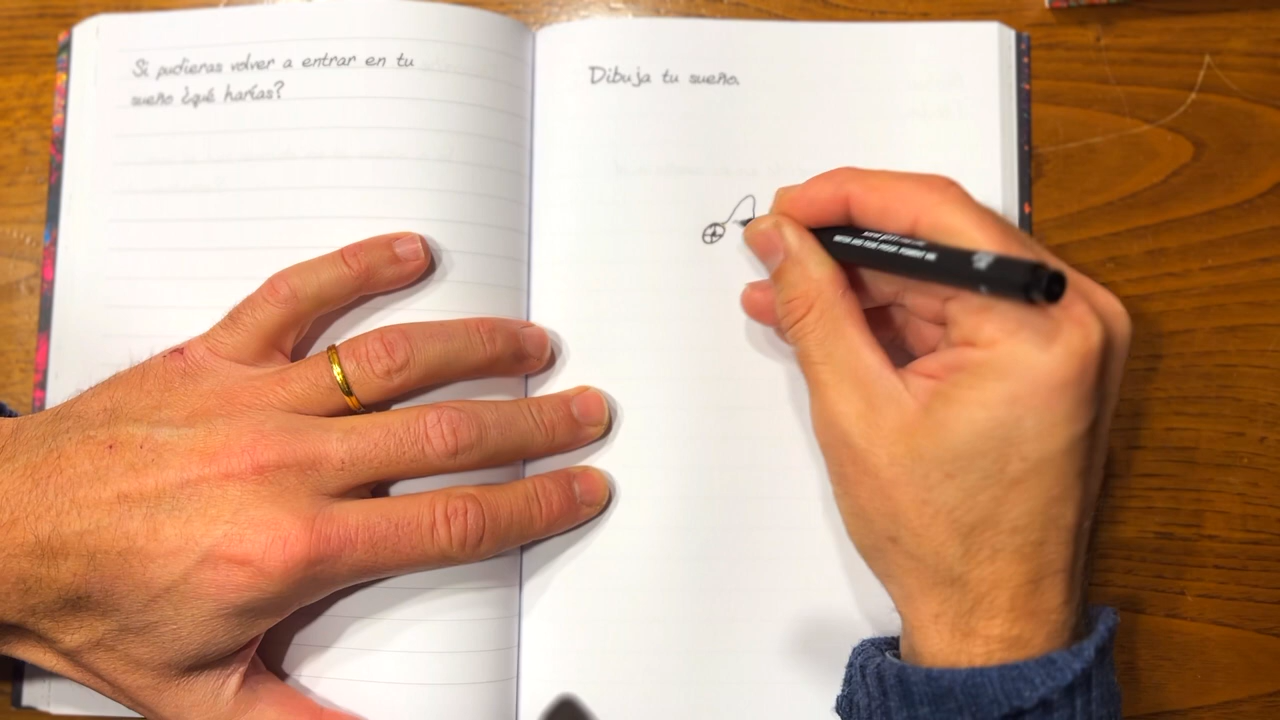 Si pudieras volver a entrar en tu
sueño ¿qué harías?
Dibuja tu sueño.